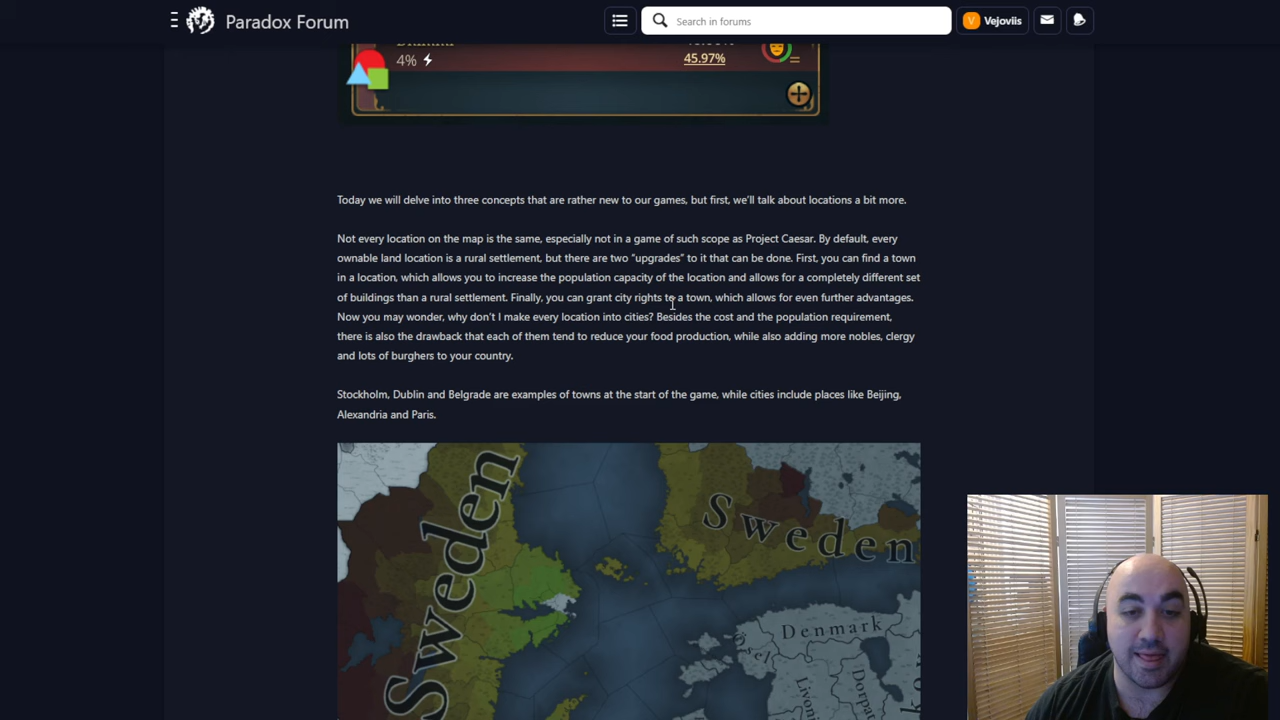 Paradox Forum
Search in forums
V Vejoviis
4%
45.97%
Today we will delve into three concepts that are rather new to our games, but first, we'll talk about locations a bit more.
Not every location on the map is the same, especially not in a game of such scope as Project Caesar. By default, every
ownable land location is a rural settlement, but there are two “upgrades” to it that can be done. First, you can find a town
in a location, which allows you to increase the population capacity of the location and allows for a completely different set
of buildings than a rural settlement. Finally, you can grant city rights to a town, which allows for even further advantages.
Now you may wonder, why don't I make every location into cities? Besides the cost and the population requirement,
there is also the drawback that each of them tend to reduce your food production, while also adding more nobles, clergy
and lots of burghers to your country.
Stockholm, Dublin and Belgrade are examples of towns at the start of the game, while cities include places like Beijing,
Alexandria and Paris.
Sweden
Sweden
Denmark
Ösel
Livoni
Dorpat